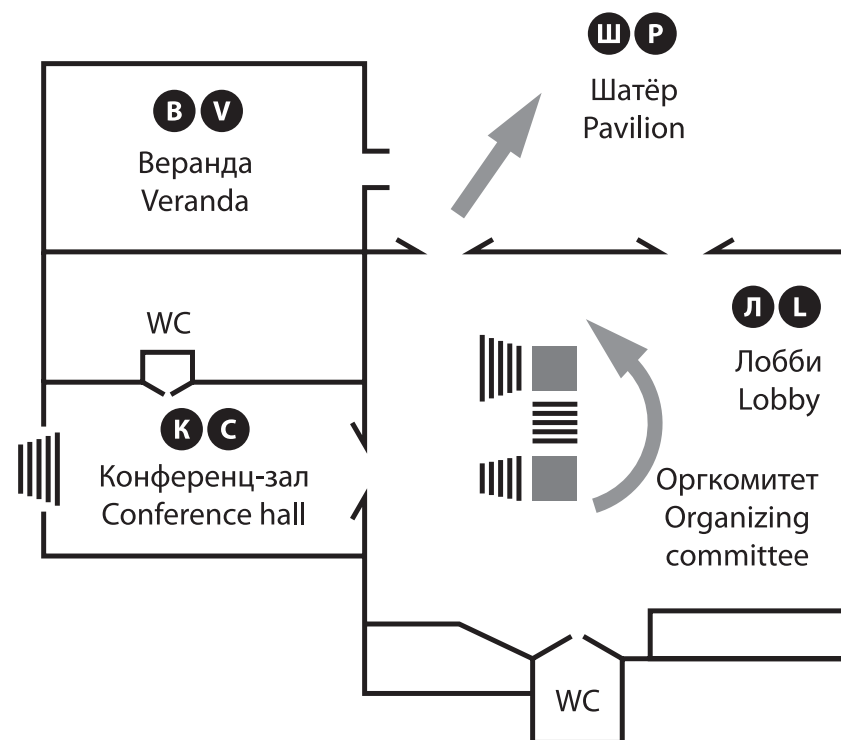 Ш Р
Шатёр
Pavilion
В V
Веранда
Veranda
WC
Л L
Лобби
Lobby
К C
Конференц-зал
Conference hall
Оргкомитет
Organizing
committee
WC